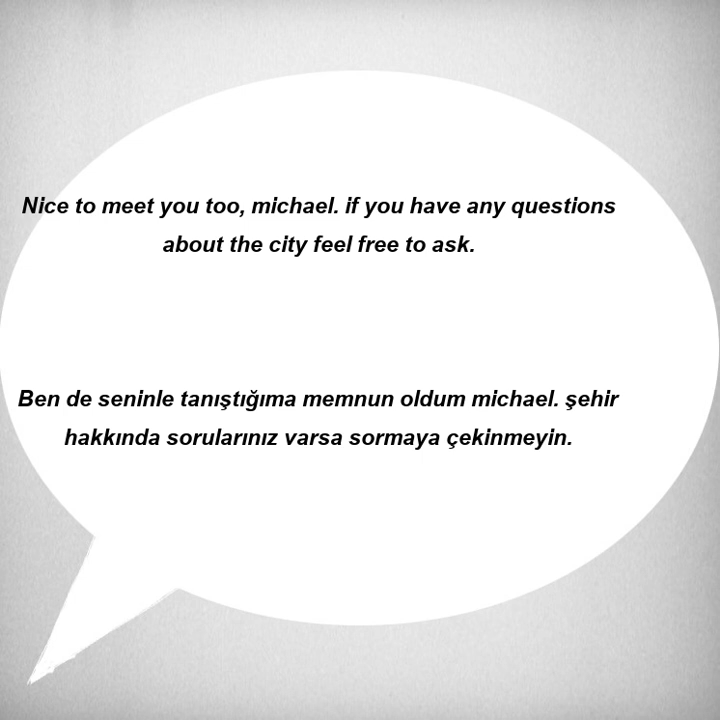 Nice to meet you too, michael. if you have any questions
about the city feel free to ask.
Ben de seninle tanıştığıma memnun oldum michael. şehir
hakkında sorularınız varsa sormaya çekinmeyin.